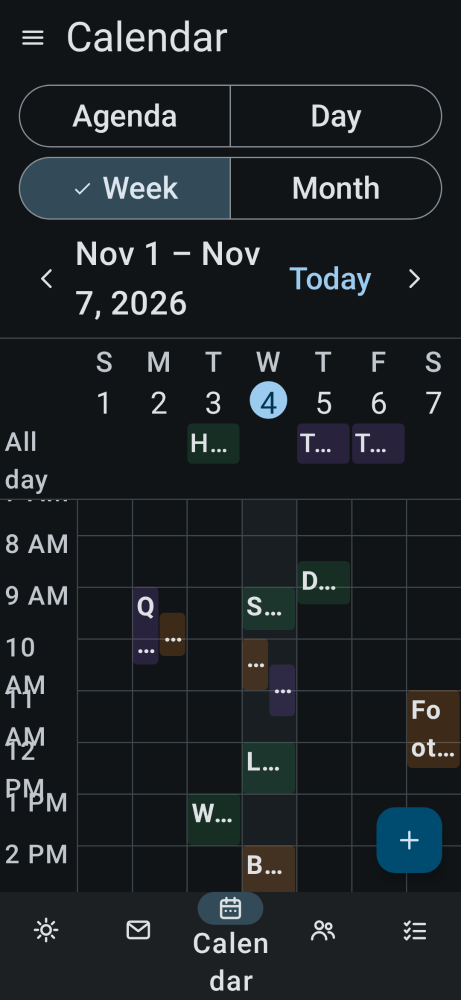 Calendar
Agenda
Day
Week
Month
Nov 1 – Nov
7, 2026
Today
S M T W T F S
1 2 3 4 5 6 7
All
day
H...
T...
T...
8 AM
D...
9 AM
Q
...
...
S...
10
AM
...
...
11
AM
Fo
ot...
12
PM
L...
1 PM
W...
2 PM
B...
Calen
dar